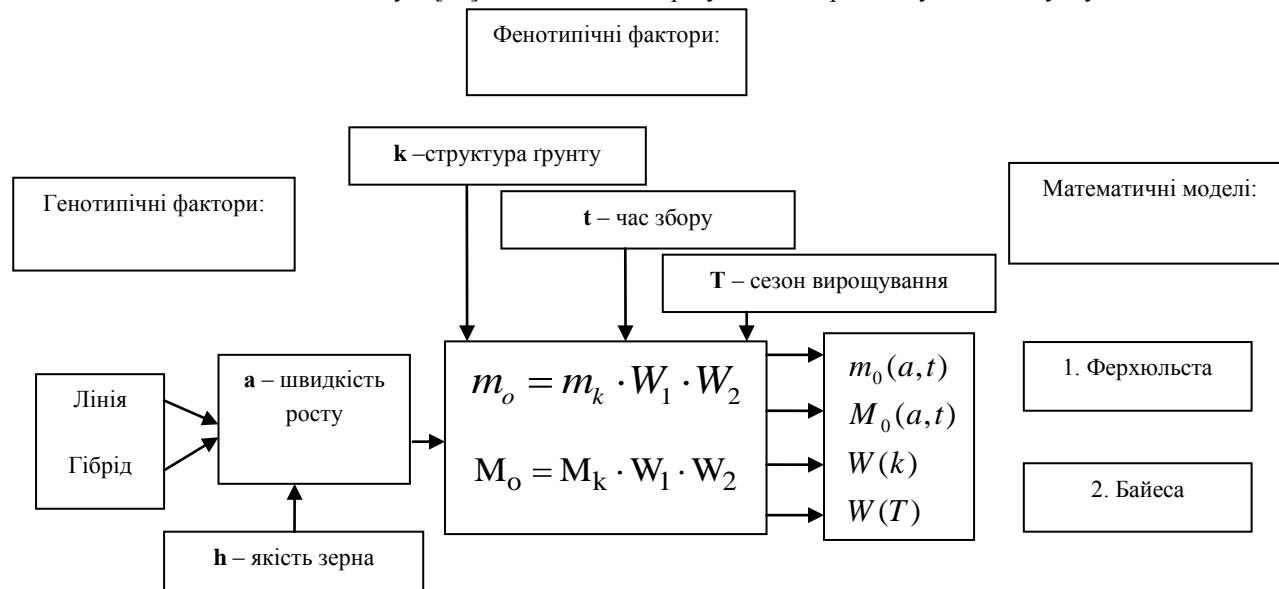 Фенотипічні фактори:
k –структура ґрунту
Генотипічні фактори:
Математичні моделі:
t – час збору
T – сезон вирощування
a – швидкість
росту
Лінія
Гібрід
h – якість зерна
m_o = m_k · W_1 · W_2
M_o = M_k · W_1 · W_2
m_0(a,t)
M_0(a,t)
W(k)
W(T)
1. Ферхюльста
2. Байеса